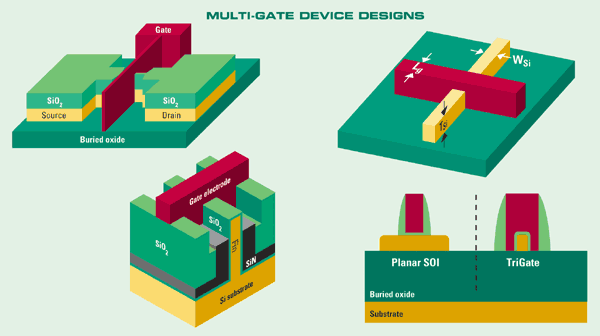 MULTI-GATE DEVICE DESIGNS
Gate
SiO₂
SiO₂
Source
Drain
Buried oxide
Lg
WSi
TSi
Gate electrode
SiO₂
SiO₂
SiN
Si substrate
Planar SOI
TriGate
Buried oxide
Substrate